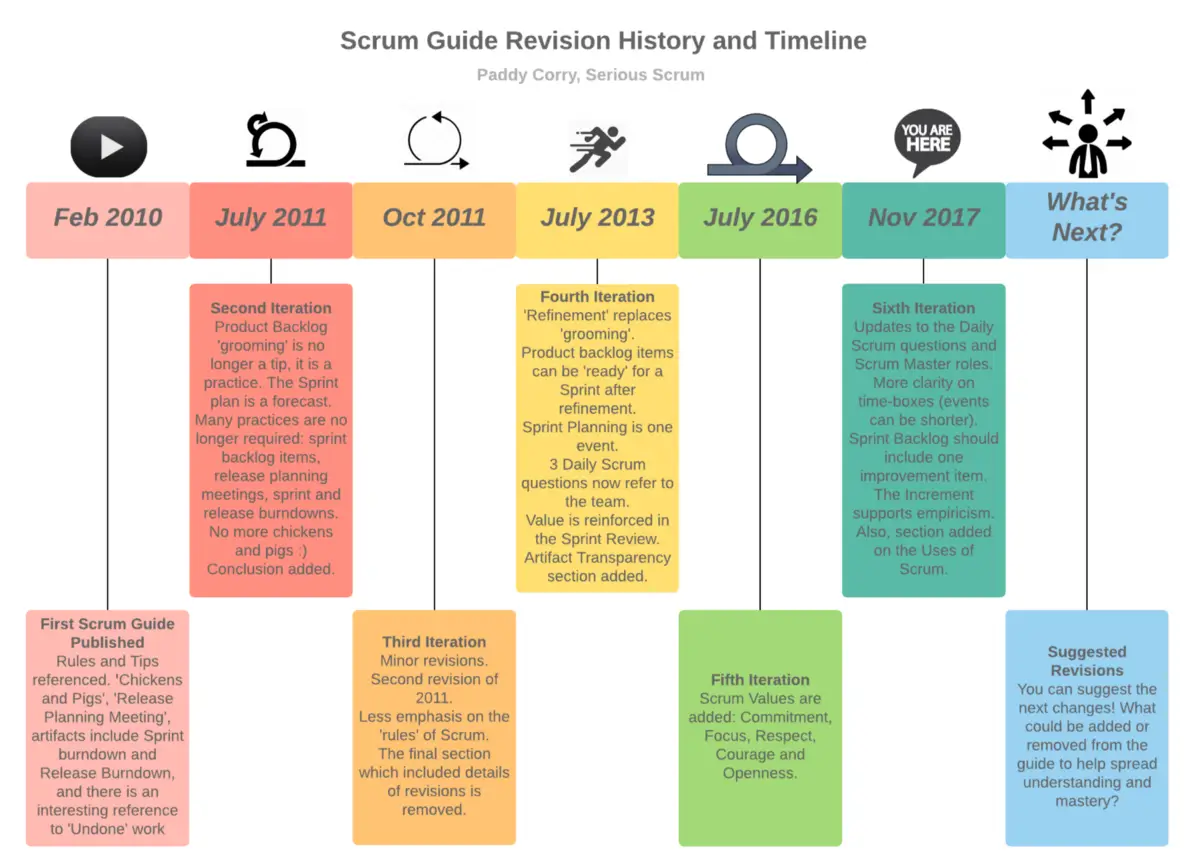 Scrum Guide Revision History and Timeline
Paddy Corry, Serious Scrum
YOU ARE
HERE
Feb 2010
July 2011
Oct 2011
July 2013
July 2016
Nov 2017
What's
Next?
Second Iteration
Product Backlog
'grooming' is no
longer a tip, it is a
practice. The Sprint
plan is a forecast.
Many practices are no
longer required: sprint
backlog items,
release planning
meetings, sprint and
release burndowns.
No more chickens
and pigs :)
Conclusion added.
Fourth Iteration
'Refinement' replaces
'grooming'.
Product backlog items
can be 'ready' for a
Sprint after
refinement.
Sprint Planning is one
event.
3 Daily Scrum
questions now refer to
the team.
Value is reinforced in
the Sprint Review.
Artifact Transparency
section added.
Sixth Iteration
Updates to the Daily
Scrum questions and
Scrum Master roles.
More clarity on
time-boxes (events
can be shorter).
Sprint Backlog should
include one
improvement item.
The Increment
supports empiricism.
Also, section added
on the Uses of
Scrum.
First Scrum Guide
Published
Rules and Tips
referenced. 'Chickens
and Pigs', 'Release
Planning Meeting',
artifacts include Sprint
burndown and
Release Burndown,
and there is an
interesting reference
to 'Undone' work
Third Iteration
Minor revisions.
Second revision of
2011.
Less emphasis on the
'rules' of Scrum.
The final section
which included details
of revisions is
removed.
Fifth Iteration
Scrum Values are
added: Commitment,
Focus, Respect,
Courage and
Openness.
Suggested
Revisions
You can suggest the
next changes! What
could be added or
removed from the
guide to help spread
understanding and
mastery?